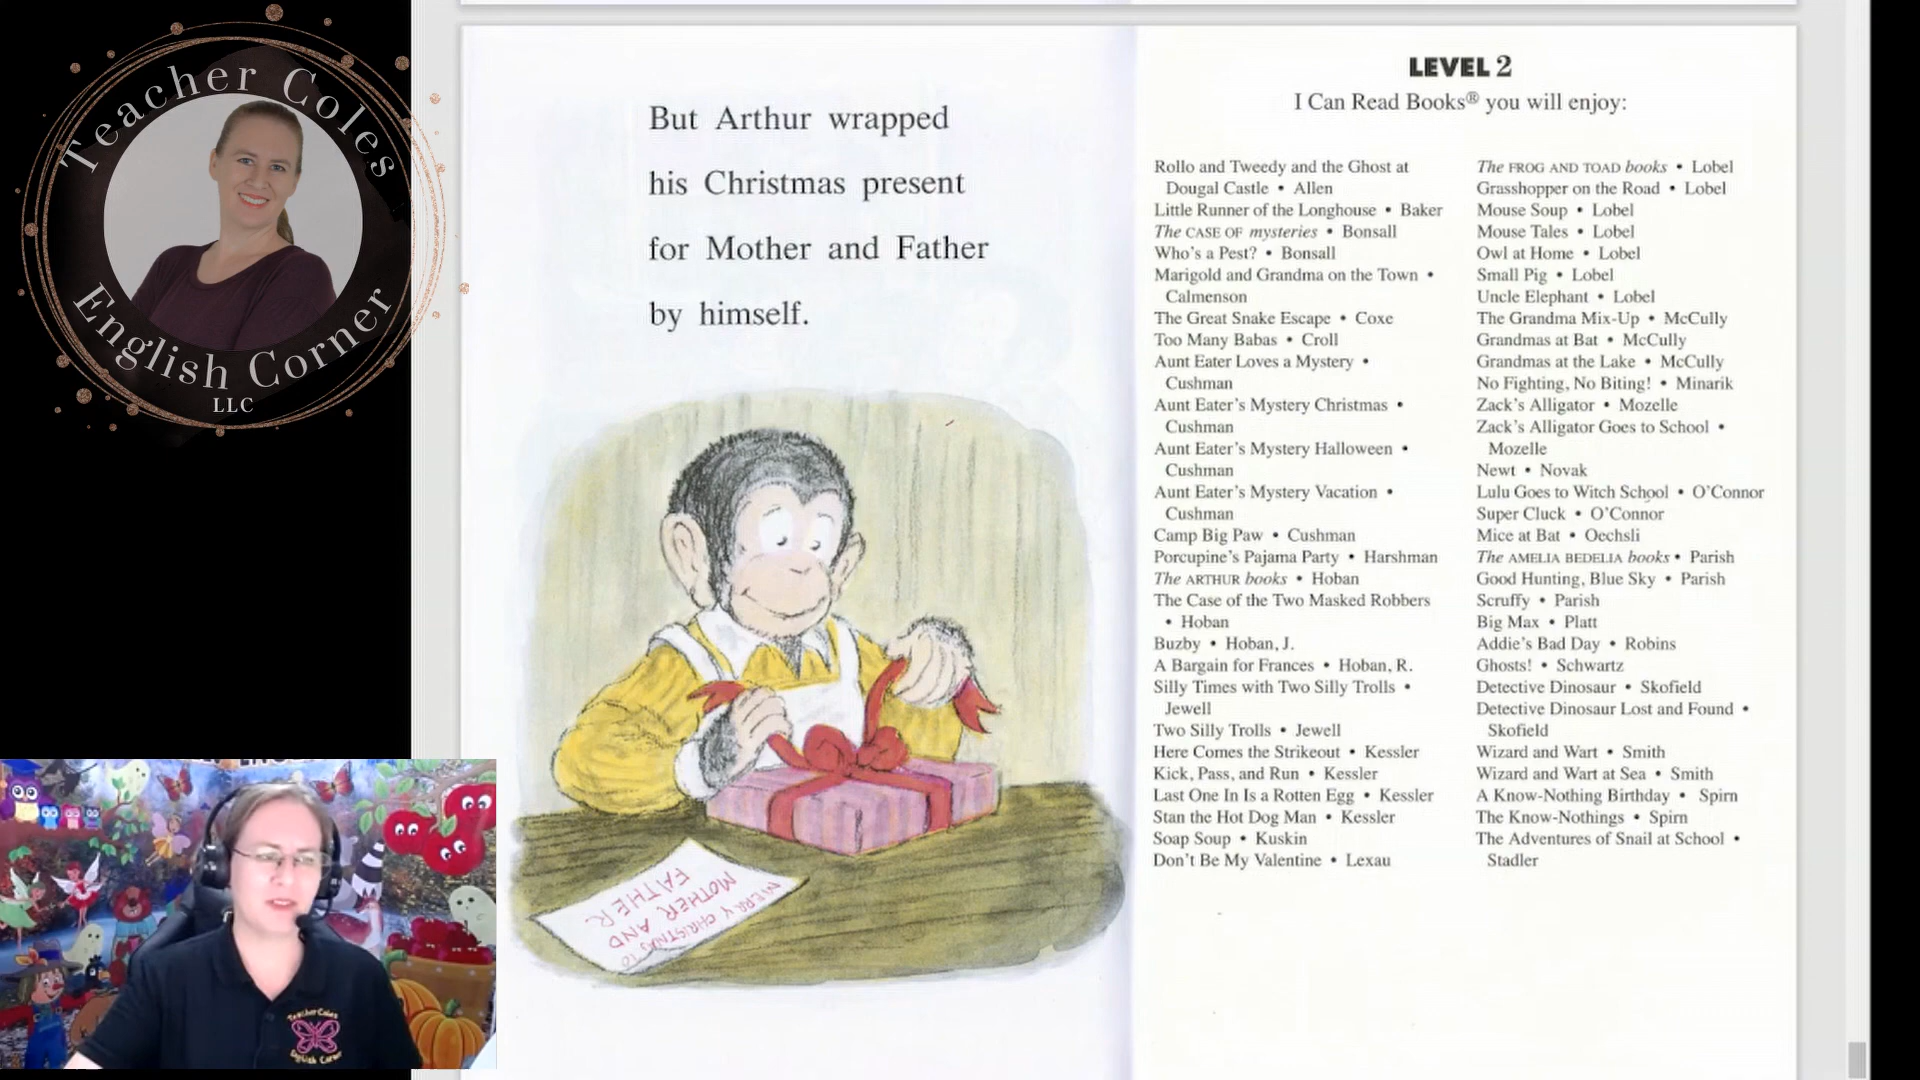 Teacher Coles
English Corner
LLC
But Arthur wrapped
his Christmas present
for Mother and Father
by himself.
MERRY CHRISTMAS TO
MOTHER AND
FATHER
LEVEL 2
I Can Read Books® you will enjoy:
Rollo and Tweedy and the Ghost at
Dougal Castle • Allen
Little Runner of the Longhouse • Baker
The CASE OF mysteries • Bonsall
Who's a Pest? • Bonsall
Marigold and Grandma on the Town •
Calmenson
The Great Snake Escape • Coxe
Too Many Babas • Croll
Aunt Eater Loves a Mystery •
Cushman
Aunt Eater's Mystery Christmas •
Cushman
Aunt Eater's Mystery Halloween •
Cushman
Aunt Eater's Mystery Vacation •
Cushman
Camp Big Paw • Cushman
Porcupine's Pajama Party • Harshman
The ARTHUR books • Hoban
The Case of the Two Masked Robbers
• Hoban
Buzby • Hoban, J.
A Bargain for Frances • Hoban, R.
Silly Times with Two Silly Trolls •
Jewell
Two Silly Trolls • Jewell
Here Comes the Strikeout • Kessler
Kick, Pass, and Run • Kessler
Last One In Is a Rotten Egg • Kessler
Stan the Hot Dog Man • Kessler
Soap Soup • Kuskin
Don't Be My Valentine • Lexau
The FROG AND TOAD books • Lobel
Grasshopper on the Road • Lobel
Mouse Soup • Lobel
Mouse Tales • Lobel
Owl at Home • Lobel
Small Pig • Lobel
Uncle Elephant • Lobel
The Grandma Mix-Up • McCully
Grandmas at Bat • McCully
Grandmas at the Lake • McCully
No Fighting, No Biting! • Minarik
Zack's Alligator • Mozelle
Zack's Alligator Goes to School •
Mozelle
Newt • Novak
Lulu Goes to Witch School • O'Connor
Super Cluck • O'Connor
Mice at Bat • Oechsli
The AMELIA BEDELIA books • Parish
Good Hunting, Blue Sky • Parish
Scruffy • Parish
Big Max • Platt
Addie's Bad Day • Robins
Ghosts! • Schwartz
Detective Dinosaur • Skofield
Detective Dinosaur Lost and Found •
Skofield
Wizard and Wart • Smith
Wizard and Wart at Sea • Smith
A Know-Nothing Birthday • Spirn
The Know-Nothings • Spirn
The Adventures of Snail at School •
Stadler
Teacher Coles
English Corner